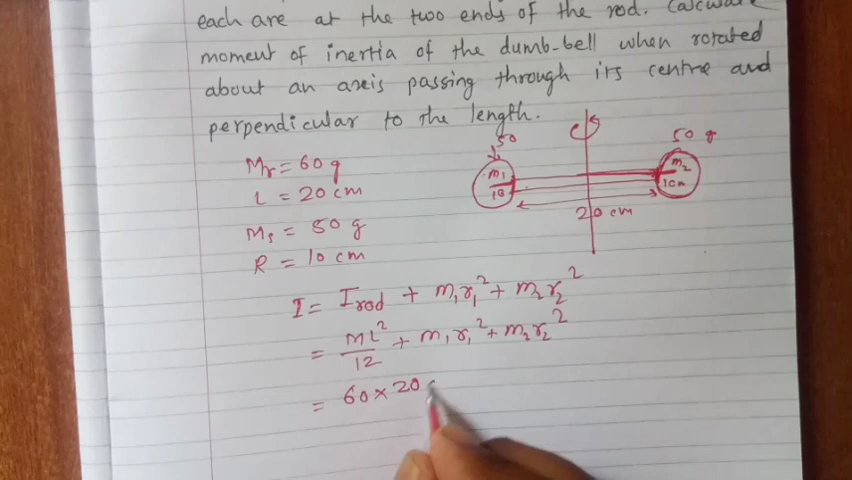 each are at the two ends of the rod. Calculate
moment of inertia of the dumb-bell when rotated
about an axis passing through its centre and
perpendicular to the length.
50
50 g
Mr = 60 g
m1
m2
10
10cm
L = 20 cm
20 cm
Ms = 50 g
R = 10 cm
I = Irod + m1r1² + m2r2²
= ML²/12 + m1r1² + m2r2²
= 60 × 20